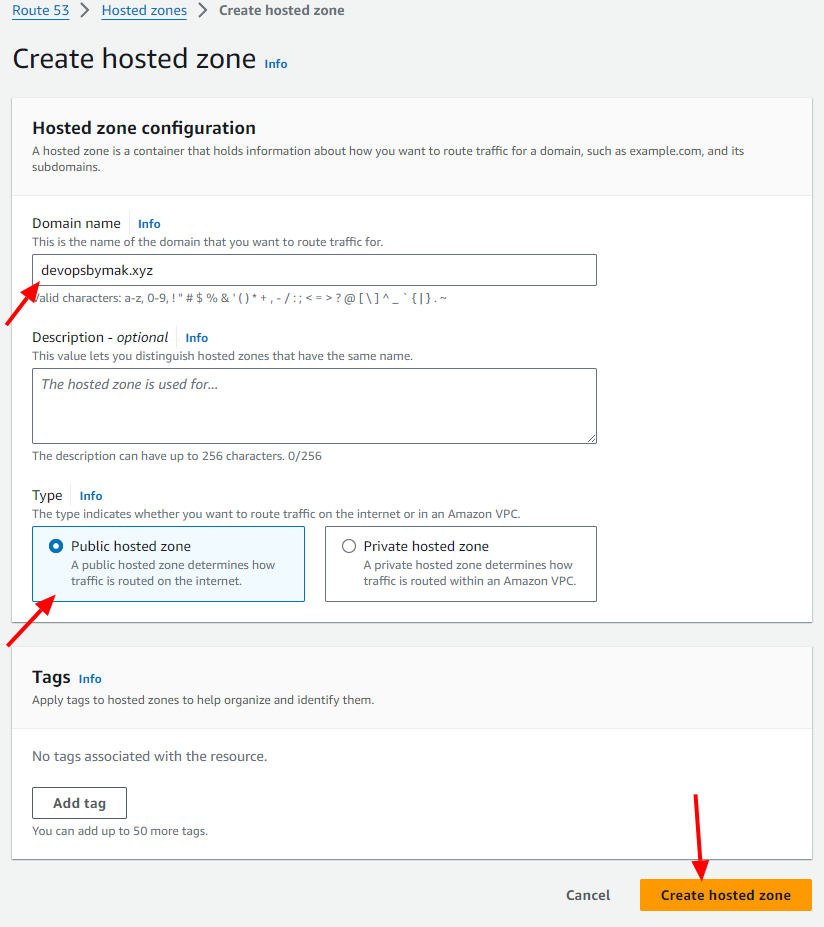 Route 53 > Hosted zones > Create hosted zone
Create hosted zone Info
Hosted zone configuration
A hosted zone is a container that holds information about how you want to route traffic for a domain, such as example.com, and its
subdomains.
Domain name Info
This is the name of the domain that you want to route traffic for.
devopsbymak.xyz
Valid characters: a-z, 0-9, ! " # $ % & ' ( ) * + , - / : ; < = > ? @ [ \ ] ^ _ ` { | } . ~
Description - optional Info
This value lets you distinguish hosted zones that have the same name.
The hosted zone is used for...
The description can have up to 256 characters. 0/256
Type Info
The type indicates whether you want to route traffic on the internet or in an Amazon VPC.
Public hosted zone
A public hosted zone determines how
traffic is routed on the internet.
Private hosted zone
A private hosted zone determines how
traffic is routed within an Amazon VPC.
Tags Info
Apply tags to hosted zones to help organize and identify them.
No tags associated with the resource.
Add tag
You can add up to 50 more tags.
Cancel
Create hosted zone